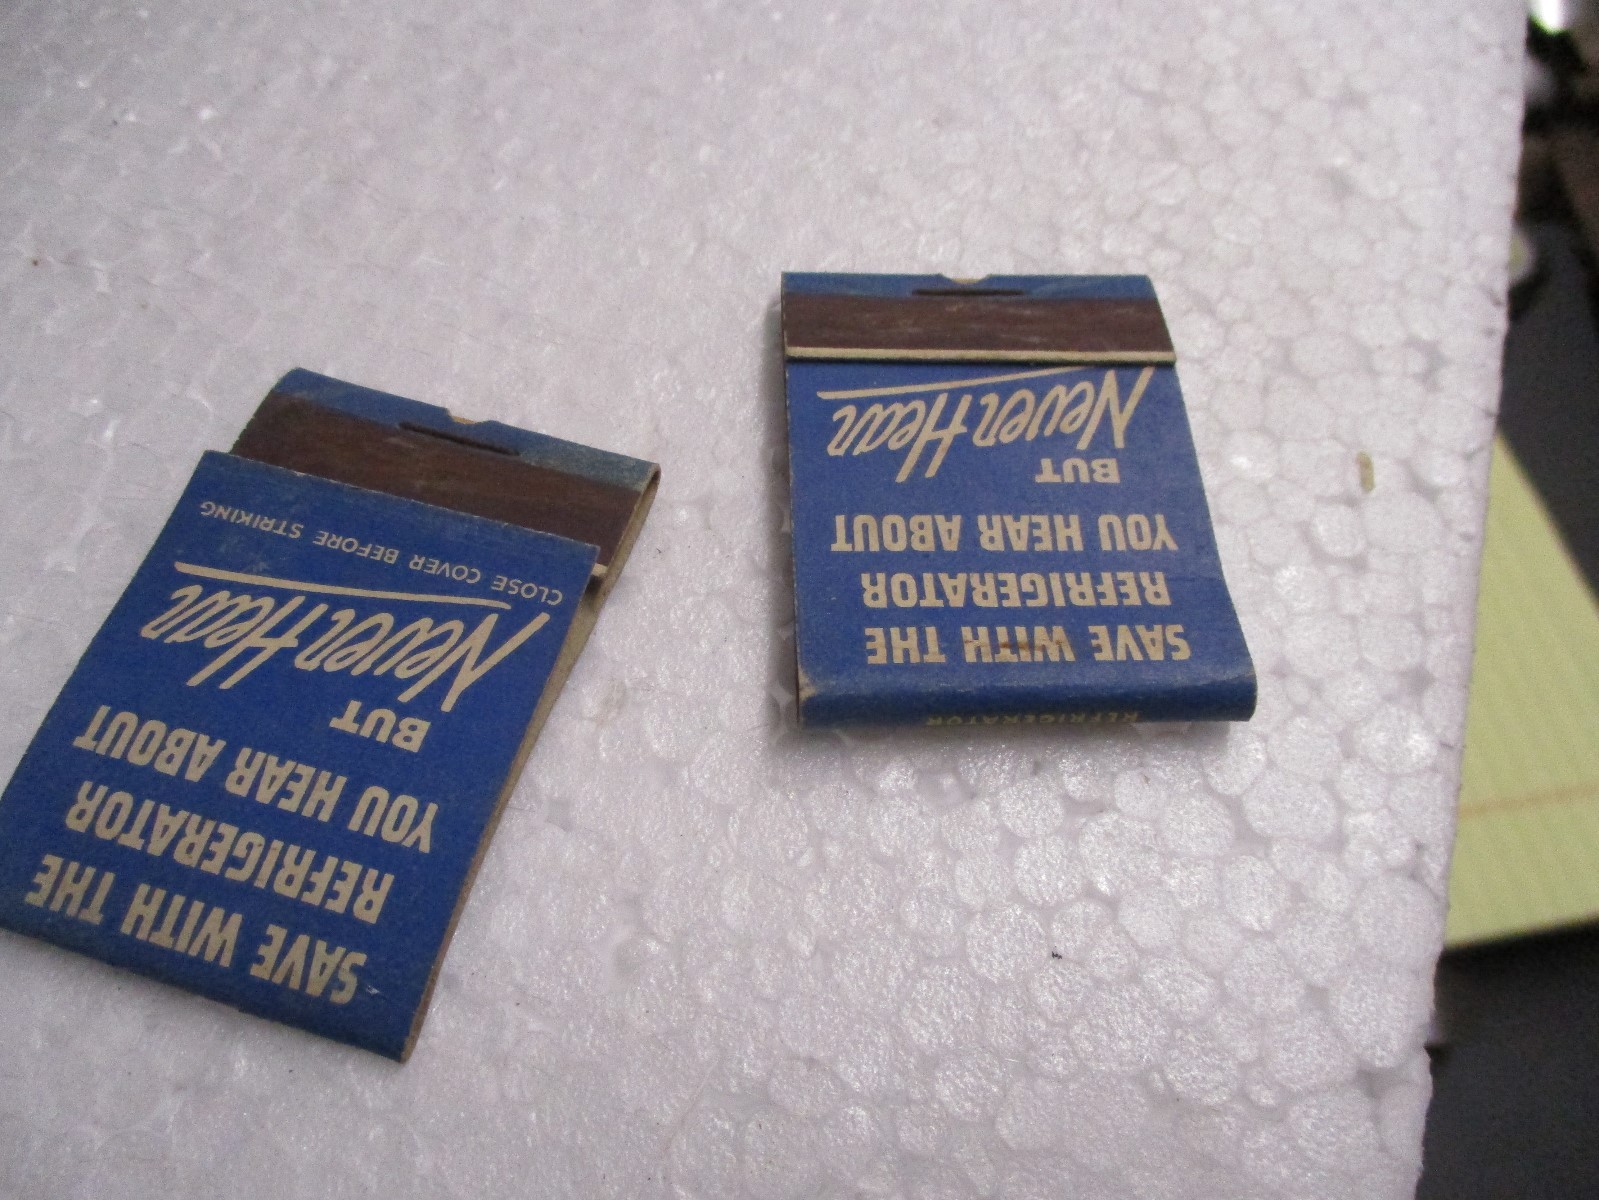 SAVE WITH THE
REFRIGERATOR
YOU HEAR ABOUT
BUT
Never Hear
CLOSE COVER BEFORE STRIKING
REFRIGERATOR
SAVE WITH THE
REFRIGERATOR
YOU HEAR ABOUT
BUT
Never Hear